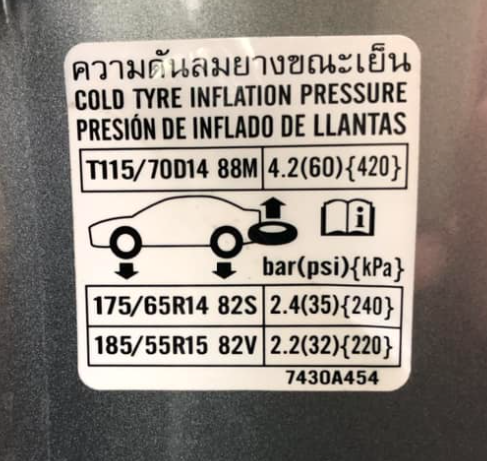 ความดันลมยางขณะเย็น
COLD TYRE INFLATION PRESSURE
PRESIÓN DE INFLADO DE LLANTAS
T115/70D14 88M 4.2(60){420}
i
bar(psi){kPa}
175/65R14 82S 2.4(35){240}
185/55R15 82V 2.2(32){220}
7430A454